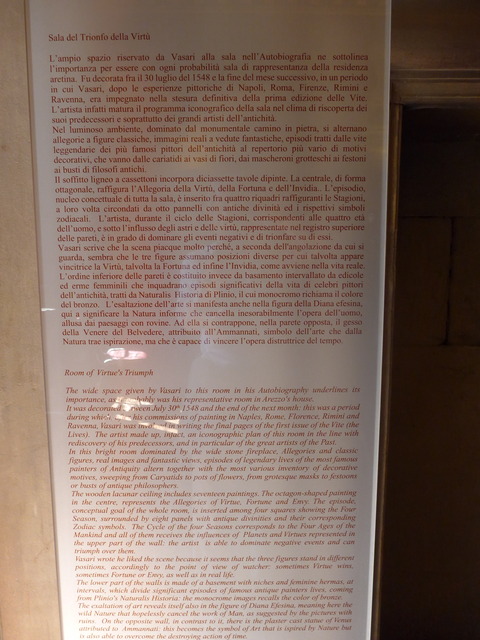 Sala del Trionfo della Virtù
L'ampio spazio riservato da Vasari alla sala nell'Autobiografia ne sottolinea
l'importanza per essere con ogni probabilità sala di rappresentanza della residenza
aretina. Fu decorata fra il 30 luglio del 1548 e la fine del mese successivo, in un periodo
in cui Vasari, dopo le esperienze pittoriche di Napoli, Roma, Firenze, Rimini e
Ravenna, era impegnato nella stesura definitiva della prima edizione delle Vite.
L'artista infatti matura il programma iconografico della sala nel clima di riscoperta dei
suoi predecessori e soprattutto dei grandi artisti dell'antichità.
Nel luminoso ambiente, dominato dal monumentale camino in pietra, si alternano
allegorie a figure classiche, immagini reali a vedute fantastiche, episodi tratti dalle vite
leggendarie dei più famosi pittori dell'antichità al repertorio più vario di motivi
decorativi, che vanno dalle cariatidi ai vasi di fiori, dai mascheroni grotteschi ai festoni
ai busti di filosofi antichi.
Il soffitto ligneo a cassettoni incorpora diciassette tavole dipinte. La centrale, di forma
ottagonale, raffigura l'Allegoria della Virtù, della Fortuna e dell'Invidia.. L'episodio,
nucleo concettuale di tutta la sala, è inserito fra quattro riquadri raffiguranti le Stagioni,
a loro volta circondati da otto pannelli con antiche divinità ed i rispettivi simboli
zodiacali. L'artista, durante il ciclo delle Stagioni, corrispondenti alle quattro età
dell'uomo, e sotto l'influsso degli astri e delle virtù, rappresentate nel registro superiore
delle pareti, è in grado di dominare gli eventi negativi e di trionfare su di essi.
Vasari scrive che la scena piacque molto perché, a seconda dell'angolazione da cui si
guarda, sembra che le tre figure assumano posizioni diverse per cui talvolta appare
vincitrice la Virtù, talvolta la Fortuna ed infine l'Invidia, come avviene nella vita reale.
L'ordine inferiore delle pareti è costituito invece da basamento intervallato da edicole
ed erme femminili che inquadrano episodi significativi della vita di celebri pittori
dell'antichità, tratti da Naturalis Historia di Plinio, il cui monocromo richiama il colore
del bronzo. L'esaltazione dell'arte si manifesta anche nella figura della Diana efesina,
qui a significare la Natura informe che cancella inesorabilmente l'opera dell'uomo,
allusa dai paesaggi con rovine. Ad ella si contrappone, nella parete opposta, il gesso
della Venere del Belvedere, attribuito all'Ammannati, simbolo dell'arte che dalla
Natura trae ispirazione, ma che è capace di vincere l'opera distruttrice del tempo.
Room of Virtue's Triumph
The wide space given by Vasari to this room in his Autobiography underlines its
importance, as probably was his representative room in Arezzo's house.
It was decorated between July 30th 1548 and the end of the next month: this was a period
during which his commissions of painting in Naples, Rome, Florence, Rimini and
Ravenna, Vasari was in writing the final pages of the first issue of the Vite (the
Lives). The artist made up, infact, an iconographic plan of this room in the line with
rediscovery of his predecessors, and in particular of the great artists of the Past.
In this bright room dominated by the wide stone fireplace, Allegories and classic
figures, real images and fantastic views, episodes of legendary lives of the most famous
painters of Antiquity altern together with the most various inventory of decorative
motives, sweeping from Caryatids to pots of flowers, from grotesque masks to festoons
or busts of antique philosophers.
The wooden lacunar ceiling includes seventeen paintings. The octagon-shaped painting
in the centre, represents the Allegories of Virtue, Fortune and Envy. The episode,
conceptual goal of the whole room, is inserted among four squares showing the Four
Season, surrounded by eight panels with antique divinities and their corresponding
Zodiac symbols. The Cycle of the four Seasons corresponds to the Four Ages of the
Mankind and all of them receives the influences of Planets and Virtues represented in
the upper part of the wall: the artist is able to dominate negative events and can
triumph over them.
Vasari wrote he liked the scene because it seems that the three figures stand in different
positions, accordingly to the point of view of watcher: sometimes Virtue wins,
sometimes Fortune or Envy, as well as in real life.
The lower part of the walls is made of a basement with niches and feminine hermas, at
intervals, which divide significant episodes of famous antique painters lives, coming
from Plinius's Naturalis Historia; the monocrome images recalls the color of bronze.
The exaltation of art reveals itself also in the figure of Diana Efesina, meaning here the
wild Nature that hopelessly cancel the work of Man, as suggested by the pictures with
ruins. On the opposite wall, in contrast to it, there is the plaster cast statue of Venus
attributed to Ammannati: this becomes the symbol of Art that is ispired by Nature but
is also able to overcome the destroying action of time.